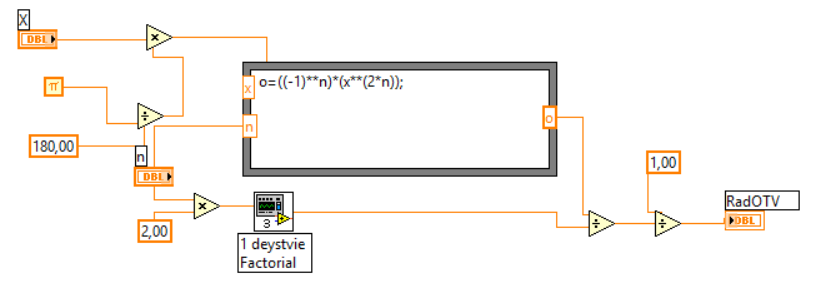 X
DBL
×
o=((-1)**n)*(x**(2*n));
x
π
÷
n
o
180,00
n
DBL
1,00
×
3
RadOTV
DBL
÷
÷
2,00
1 deystvie
Factorial